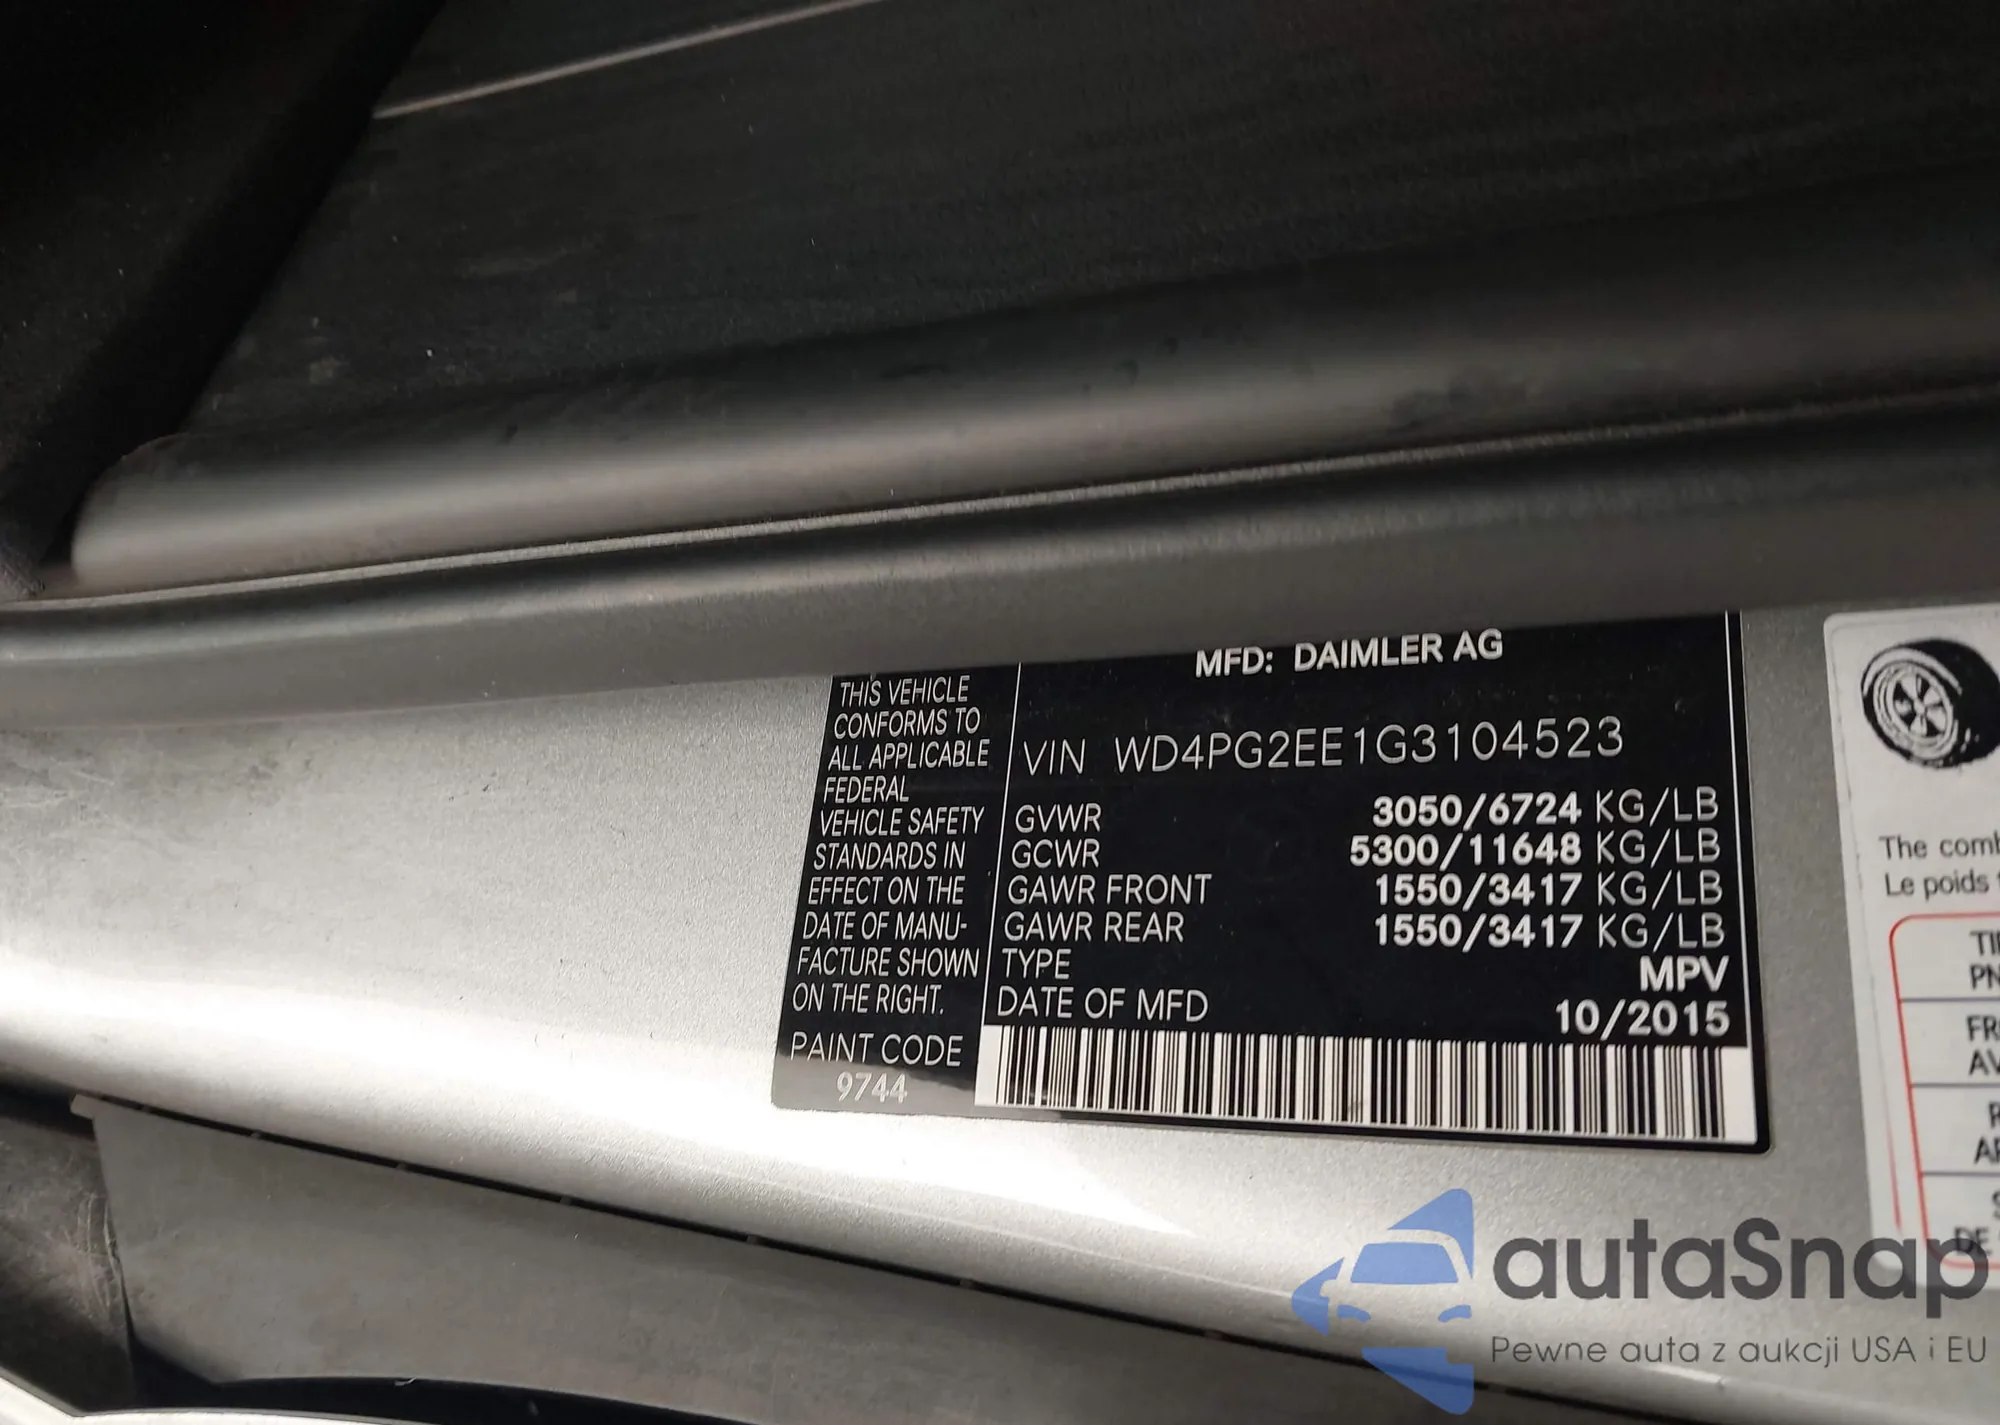 MFD: DAIMLER AG
THIS VEHICLE
CONFORMS TO
ALL APPLICABLE
FEDERAL
VEHICLE SAFETY
STANDARDS IN
EFFECT ON THE
DATE OF MANU-
FACTURE SHOWN
ON THE RIGHT.
PAINT CODE
9744
VIN WD4PG2EE1G3104523
GVWR 3050/6724 KG/LB
GCWR 5300/11648 KG/LB
GAWR FRONT 1550/3417 KG/LB
GAWR REAR 1550/3417 KG/LB
TYPE MPV
DATE OF MFD 10/2015
The
Le poids
DE
autaSnap
Pewne auta z aukcji USA i EU